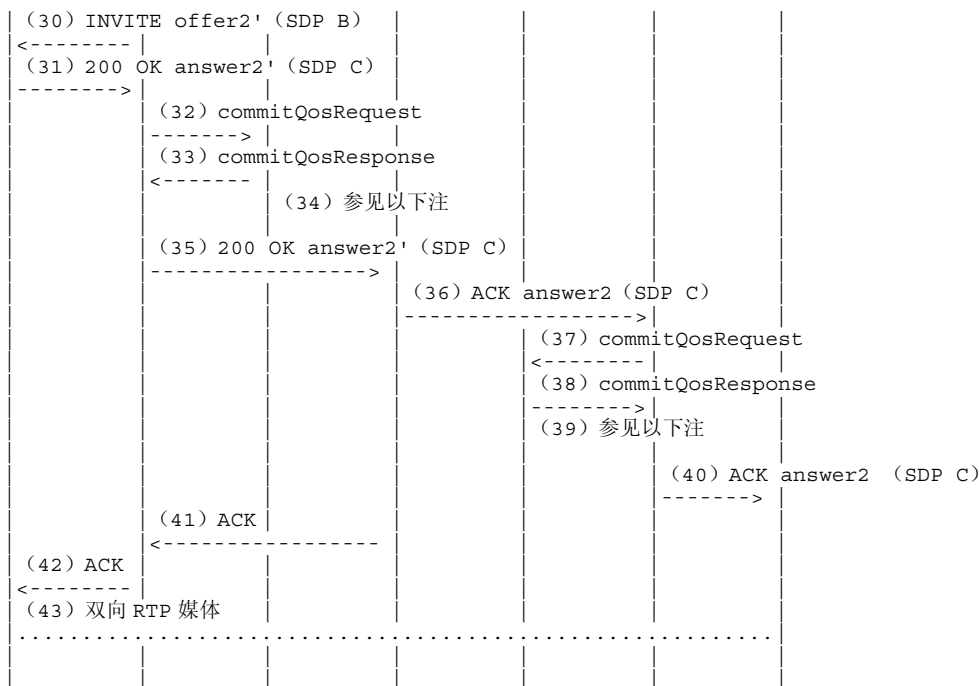 （30）INVITE offer2'（SDP B）
（31）200 OK answer2'（SDP C）
（32）commitQosRequest
（33）commitQosResponse
（34）参见以下注
（35）200 OK answer2'（SDP C）
（36）ACK answer2（SDP C）
（37）commitQosRequest
（38）commitQosResponse
（39）参见以下注
（40）ACK answer2 （SDP C）
（41）ACK
（42）ACK
（43）双向 RTP 媒体